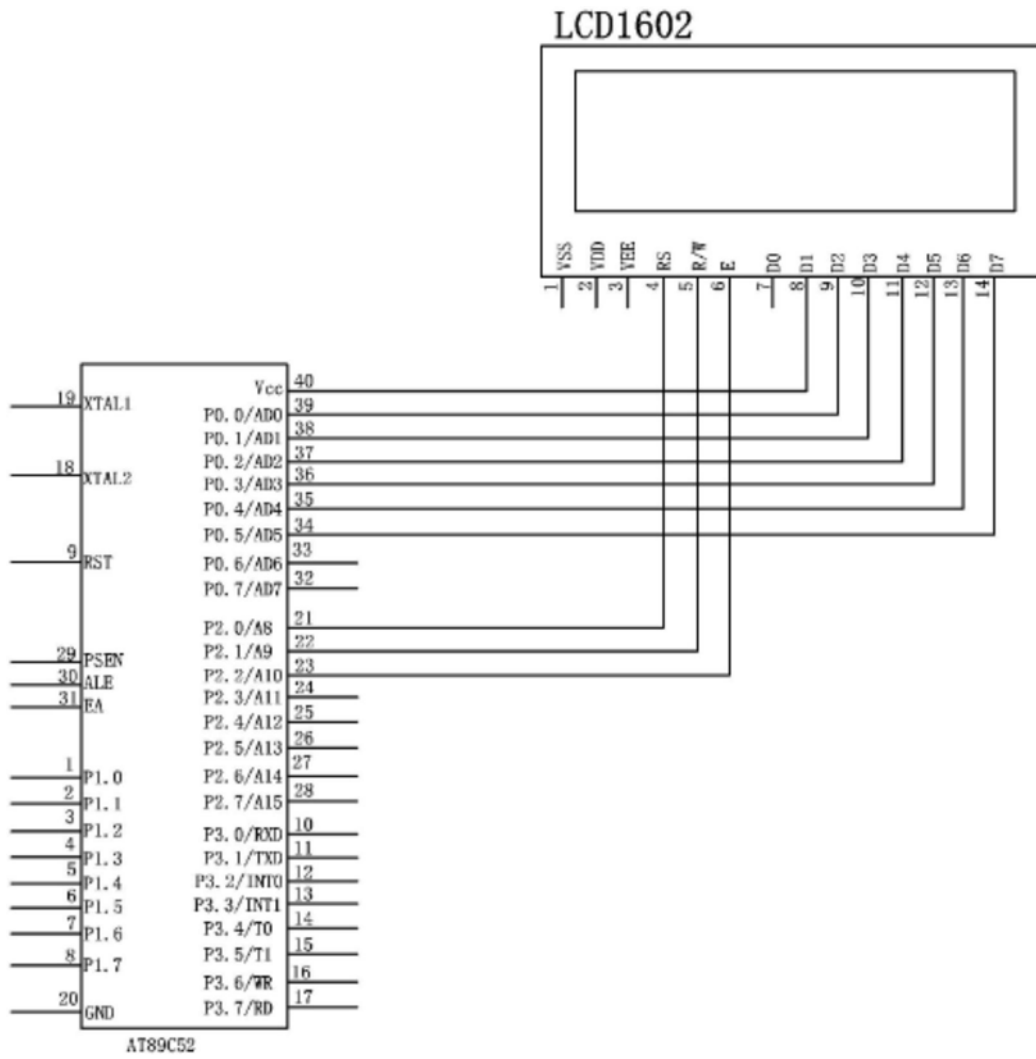 LCD1602
VSS
VDD
VEE
RS
R/W
E
D0
D1
D2
D3
D4
D5
D6
D7
1
2
3
4
5
6
7
8
9
10
11
12
13
14
Vcc 40
19 XTAL1
P0.0/AD0 39
P0.1/AD1 38
P0.2/AD2 37
18 XTAL2
P0.3/AD3 36
P0.4/AD4 35
P0.5/AD5 34
9 RST
P0.6/AD6 33
P0.7/AD7 32
P2.0/A8 21
P2.1/A9 22
29 PSEN
P2.2/A10 23
30 ALE
P2.3/A11 24
31 EA
P2.4/A12 25
P2.5/A13 26
1 P1.0
P2.6/A14 27
2 P1.1
P2.7/A15 28
3 P1.2
P3.0/RXD 10
4 P1.3
P3.1/TXD 11
5 P1.4
P3.2/INT0 12
6 P1.5
P3.3/INT1 13
7 P1.6
P3.4/T0 14
8 P1.7
P3.5/T1 15
P3.6/WR 16
20 GND
P3.7/RD 17
AT89C52